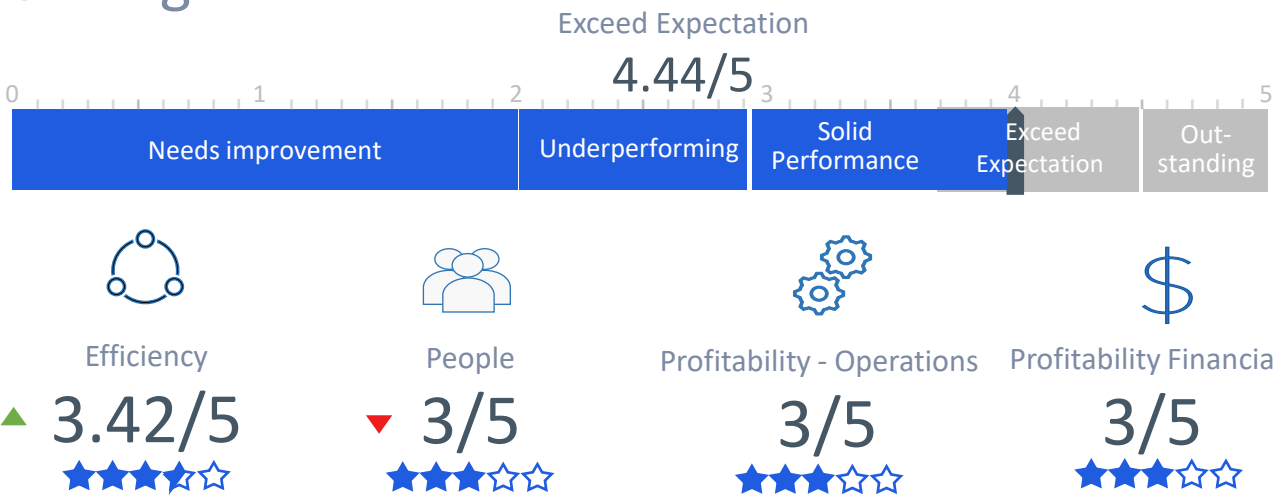 Exceed Expectation
4.44/5
0 1 2 3 4 5
Needs improvement
Underperforming
Solid
Performance
Exceed
Expectation
Out-
standing
Efficiency
People
Profitability - Operations
Profitability Financia
3.42/5
3/5
3/5
3/5